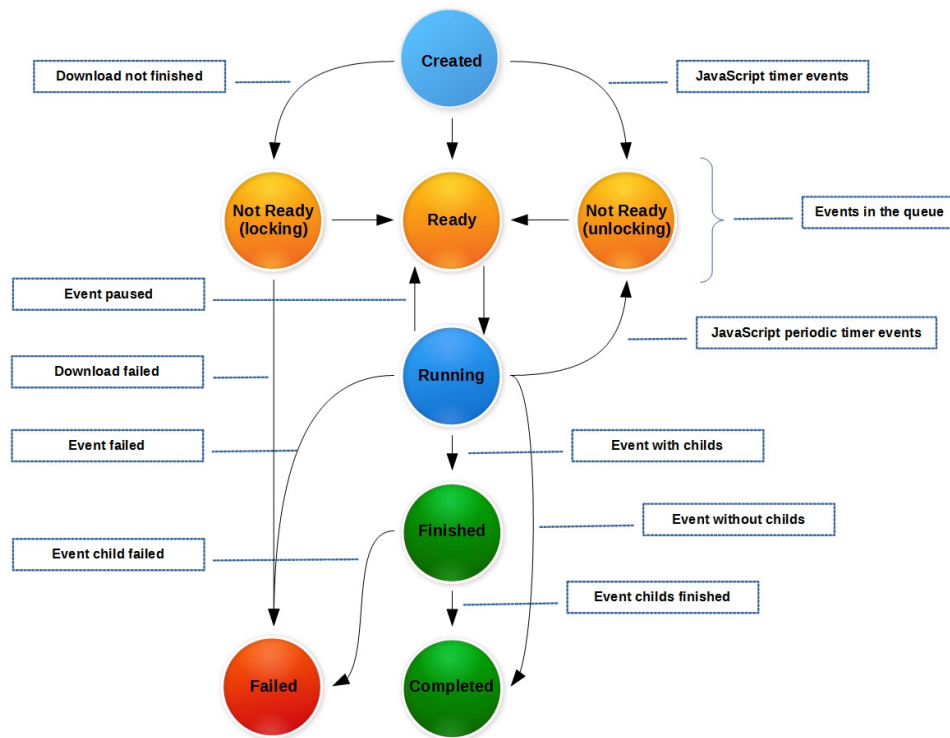 Created
Download not finished
JavaScript timer events
Not Ready
(locking)
Ready
Not Ready
(unlocking)
Events in the queue
Event paused
JavaScript periodic timer events
Download failed
Running
Event failed
Event with childs
Finished
Event without childs
Event child failed
Event childs finished
Failed
Completed